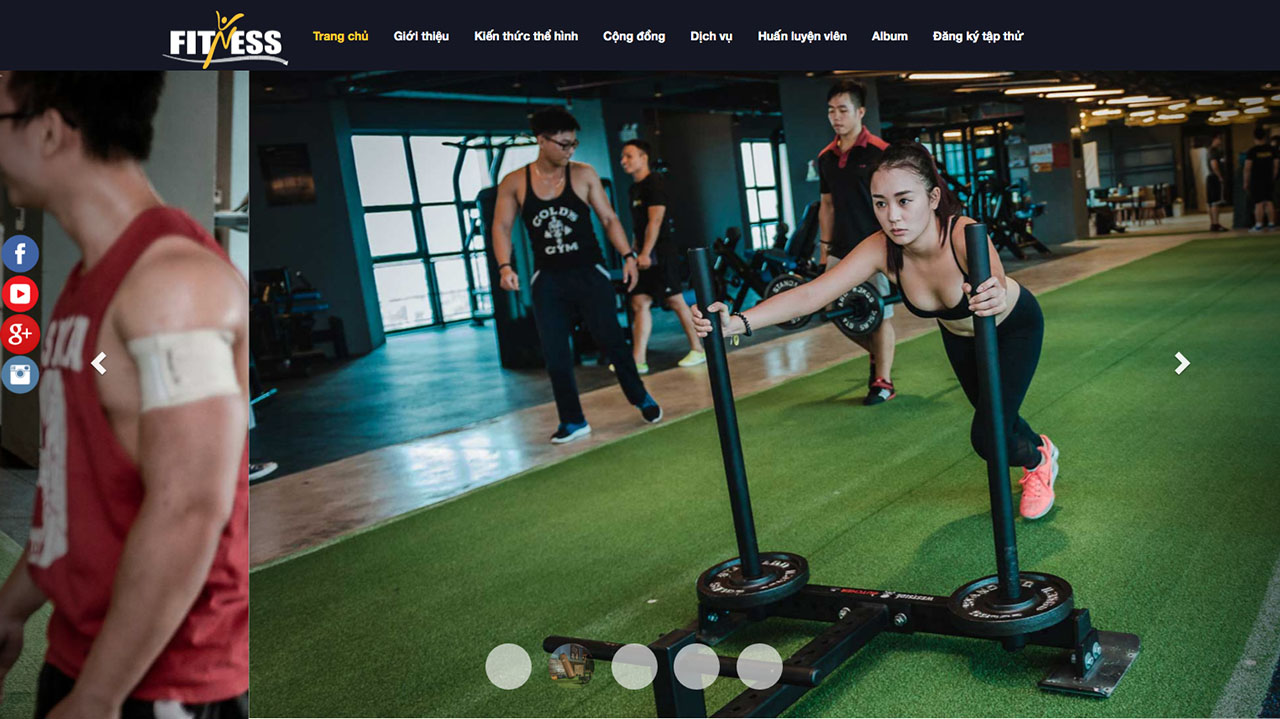 FITNESS
Trang chủ
Giới thiệu
Kiến thức thể hình
Cộng đồng
Dịch vụ
Huấn luyện viên
Album
Đăng ký tập thử
GOLD'S
GYM
f
g+